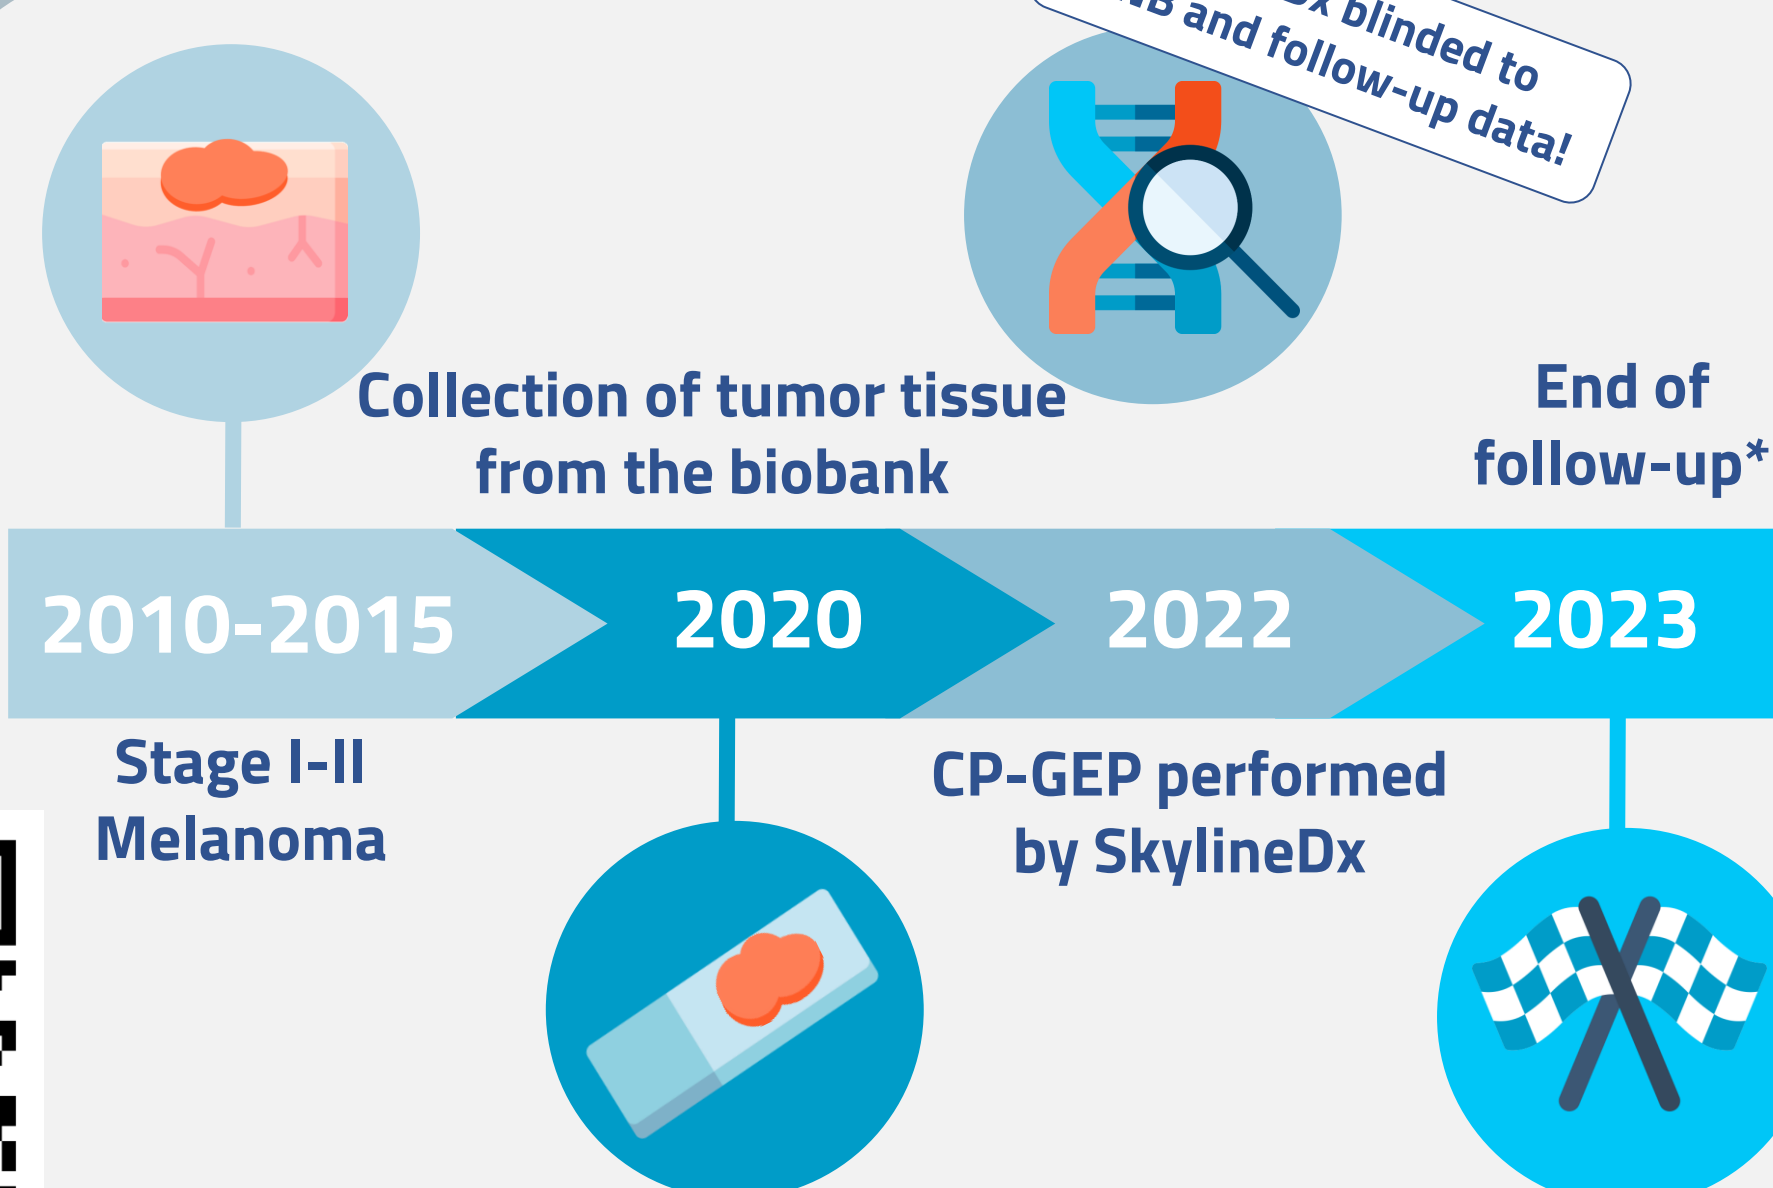 blinded to
and follow-up data!
Collection of tumor tissue
from the biobank
End of
follow-up*
2010-2015
2020
2022
2023
Stage I-II
Melanoma
CP-GEP performed
by SkylineDx